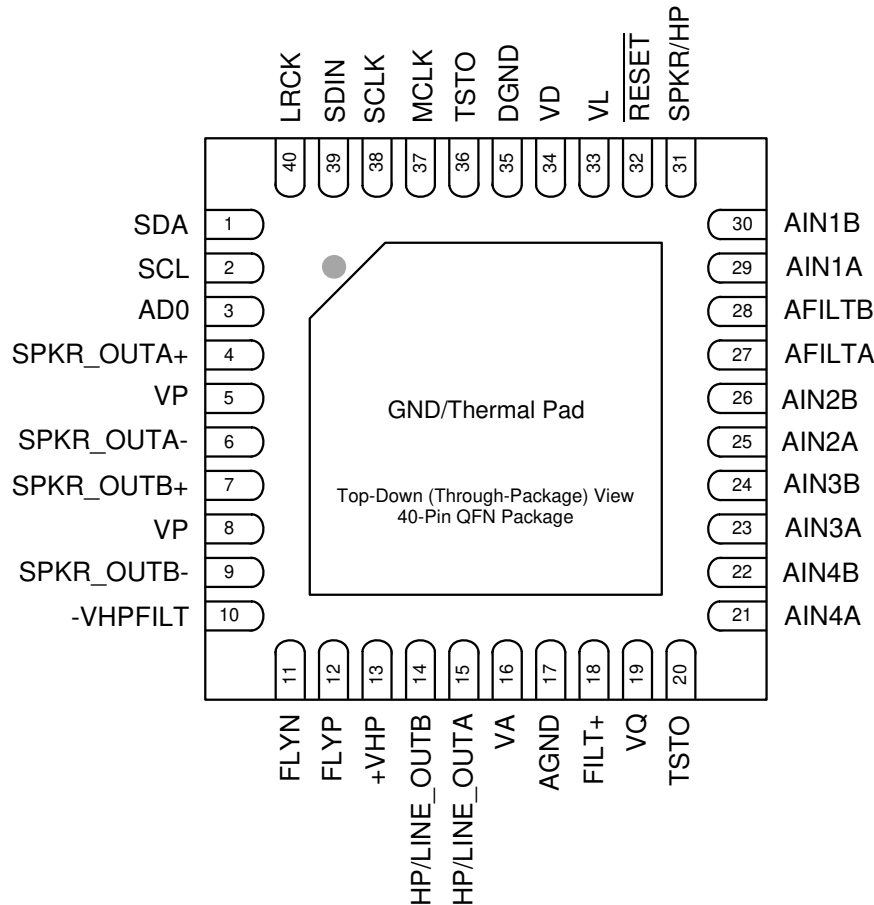 LRCK
SDIN
SCLK
MCLK
TSTO
DGND
VD
VL
RESET
SPKR/HP
40
39
38
37
36
35
34
33
32
31
SDA 1
SCL 2
AD0 3
SPKR_OUTA+ 4
VP 5
SPKR_OUTA- 6
SPKR_OUTB+ 7
VP 8
SPKR_OUTB- 9
-VHPFILT 10
GND/Thermal Pad
Top-Down (Through-Package) View
40-Pin QFN Package
30 AIN1B
29 AIN1A
28 AFILTB
27 AFILTA
26 AIN2B
25 AIN2A
24 AIN3B
23 AIN3A
22 AIN4B
21 AIN4A
11
12
13
14
15
16
17
18
19
20
FLYN
FLYP
+VHP
HP/LINE_OUTB
HP/LINE_OUTA
VA
AGND
FILT+
VQ
TSTO